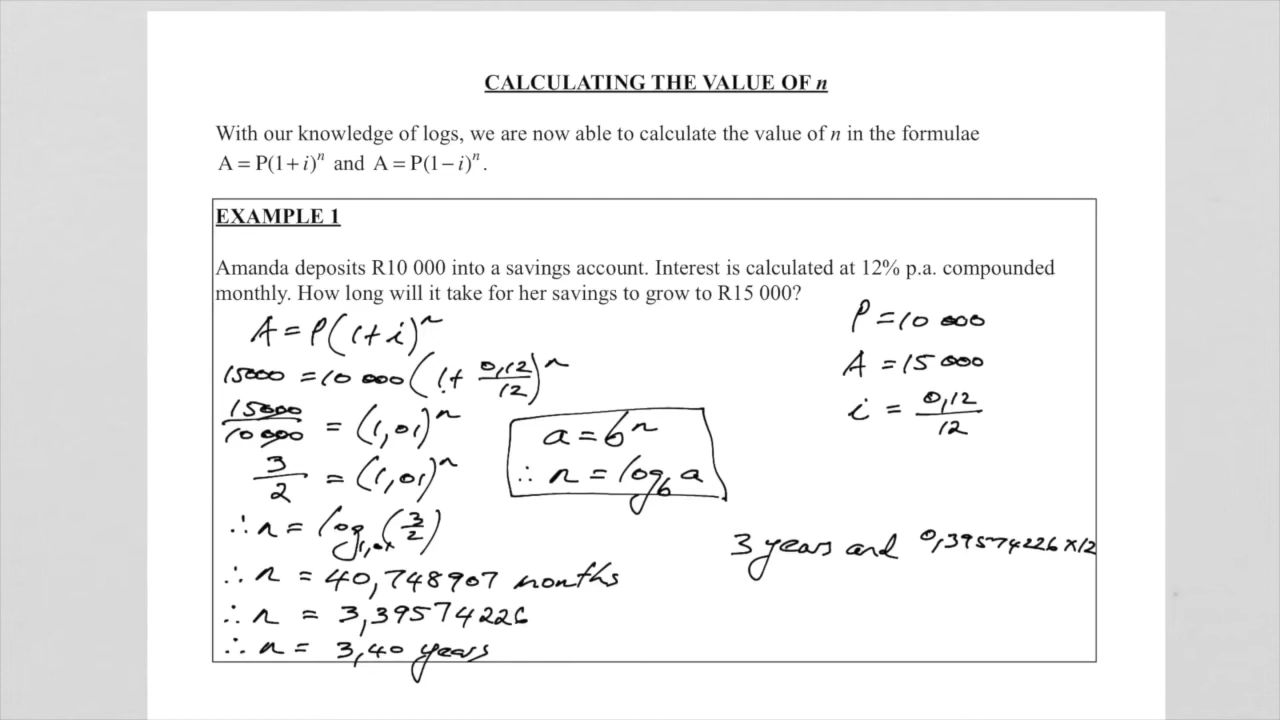 CALCULATING THE VALUE OF n
With our knowledge of logs, we are now able to calculate the value of n in the formulae
A = P(1 + i)^n and A = P(1 − i)^n.
EXAMPLE 1
Amanda deposits R10 000 into a savings account. Interest is calculated at 12% p.a. compounded
monthly. How long will it take for her savings to grow to R15 000?
A = P(1 + i)^n
15000 = 10 000 (1 + 0,12/12)^n
15000/10 000 = (1,01)^n
3/2 = (1,01)^n
∴ n = log_1,01 (3/2)
∴ n = 40,748907 months
∴ n = 3,39574226
∴ n = 3,40 years
a = b^n
∴ n = log_b a
P = 10 000
A = 15 000
i = 0,12/12
3 years and 0,39574226 × 12